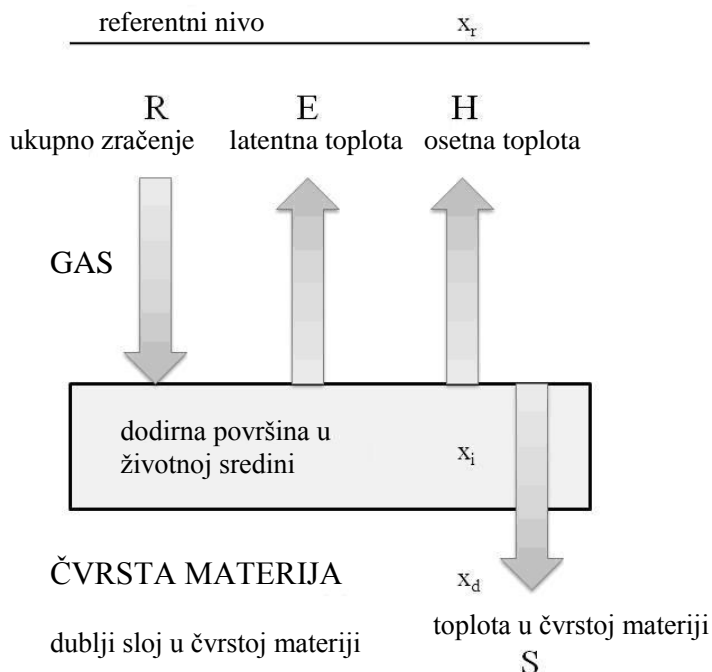 referentni nivo xᵣ
R E H
ukupno zračenje latentna toplota osetna toplota
GAS
dodirna površina u
životnoj sredini
xᵢ
ČVRSTA MATERIJA x_d
dublji sloj u čvrstoj materiji
toplota u čvrstoj materiji
S